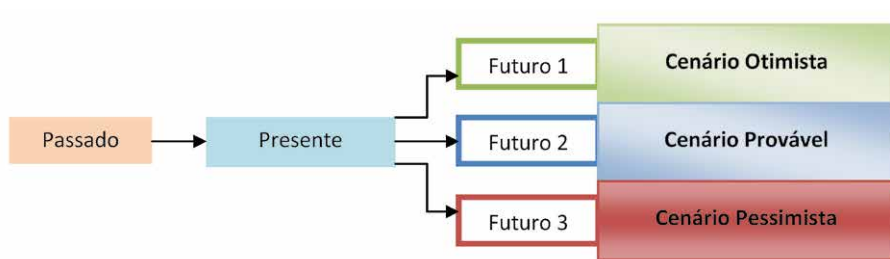 Futuro 1
Cenário Otimista
Passado
Presente
Futuro 2
Cenário Provável
Futuro 3
Cenário Pessimista